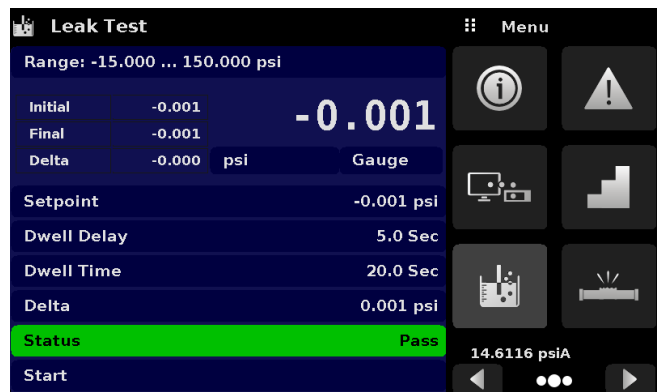 Leak Test
Range: -15.000 ... 150.000 psi
Initial -0.001
Final -0.001
Delta -0.000
-0.001
psi Gauge
Setpoint -0.001 psi
Dwell Delay 5.0 Sec
Dwell Time 20.0 Sec
Delta 0.001 psi
Status Pass
Start
Menu
14.6116 psiA